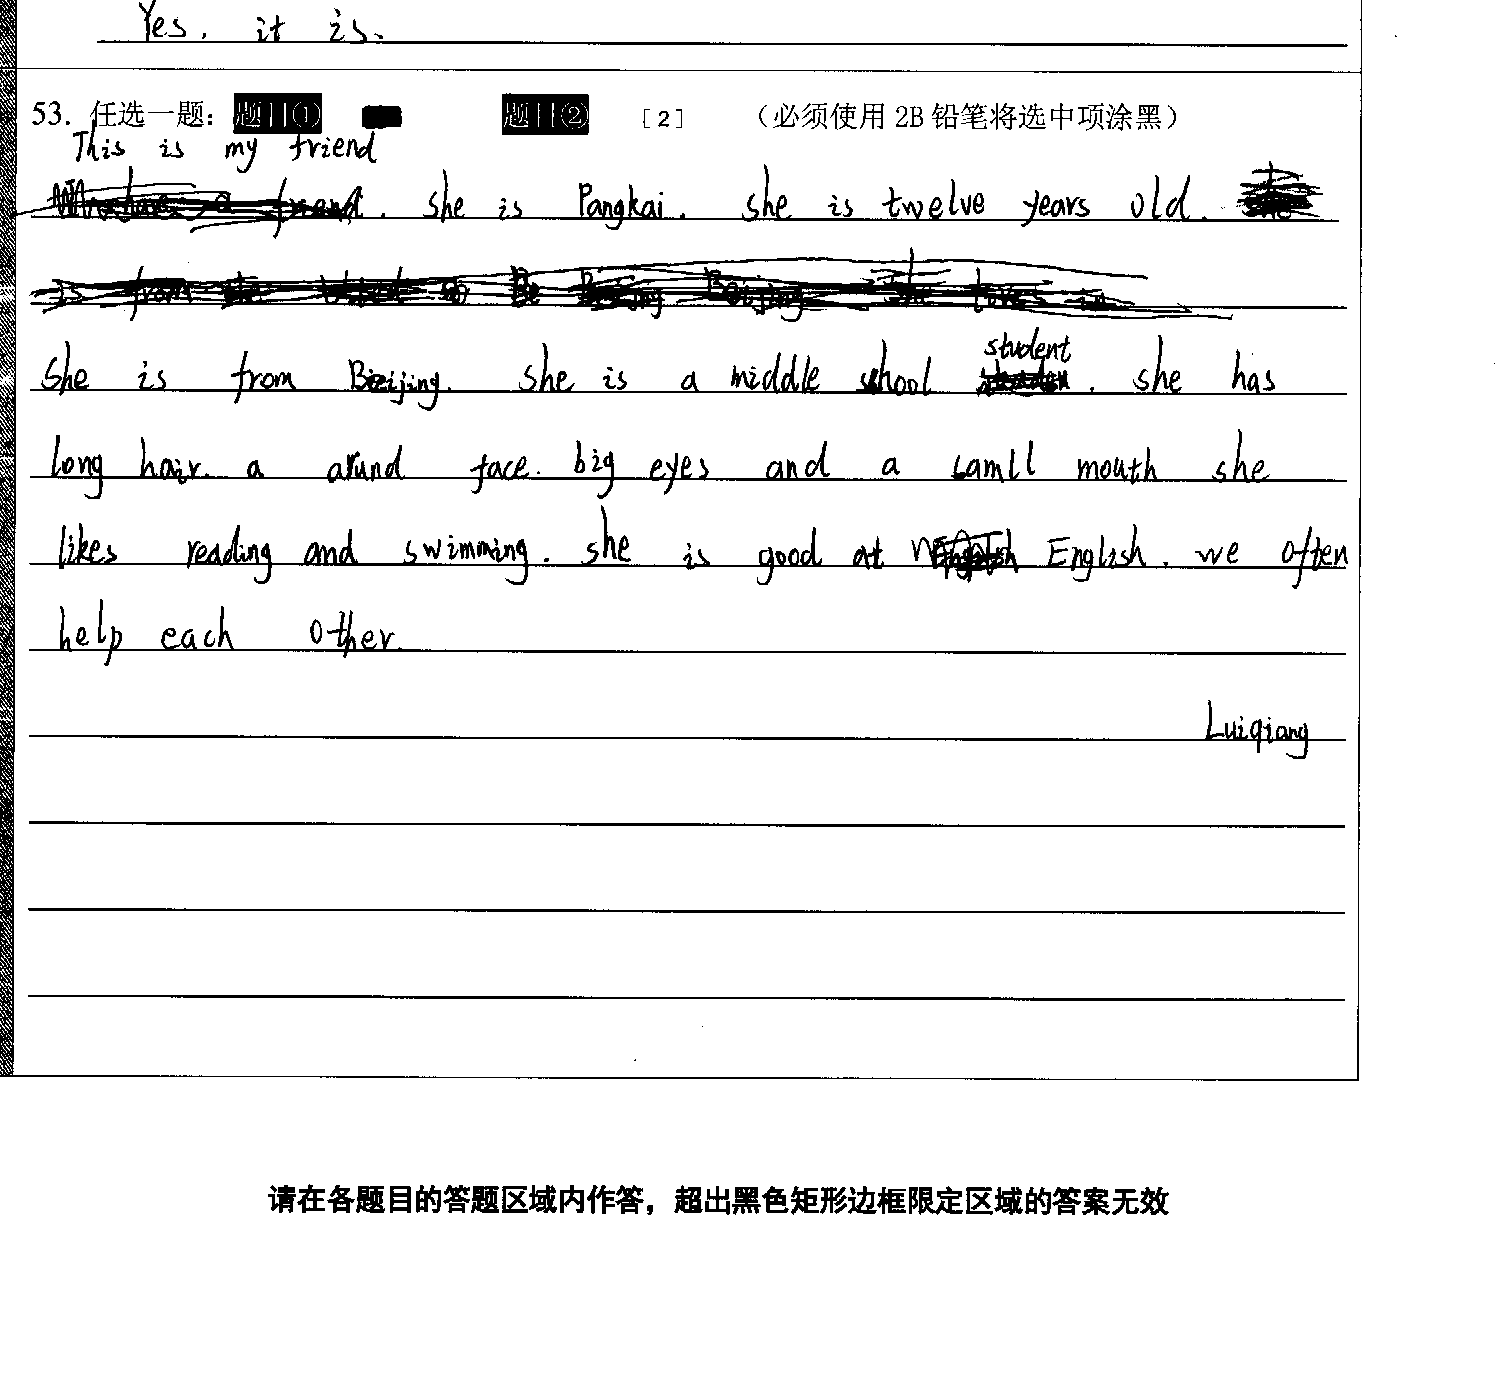 Yes, it is.
53. 任选一题: 题目① 题目② [2] (必须使用 2B 铅笔将选中项涂黑)
This is my friend
. she is Pangkai. she is twelve years old.
She is from Beijing. she is a middle school student. she has
long hair. a arund face. big eyes and a samll mouth she
likes reading and swimming. she is good at English. we often
help each other.
Luiqiang
请在各题目的答题区域内作答，超出黑色矩形边框限定区域的答案无效